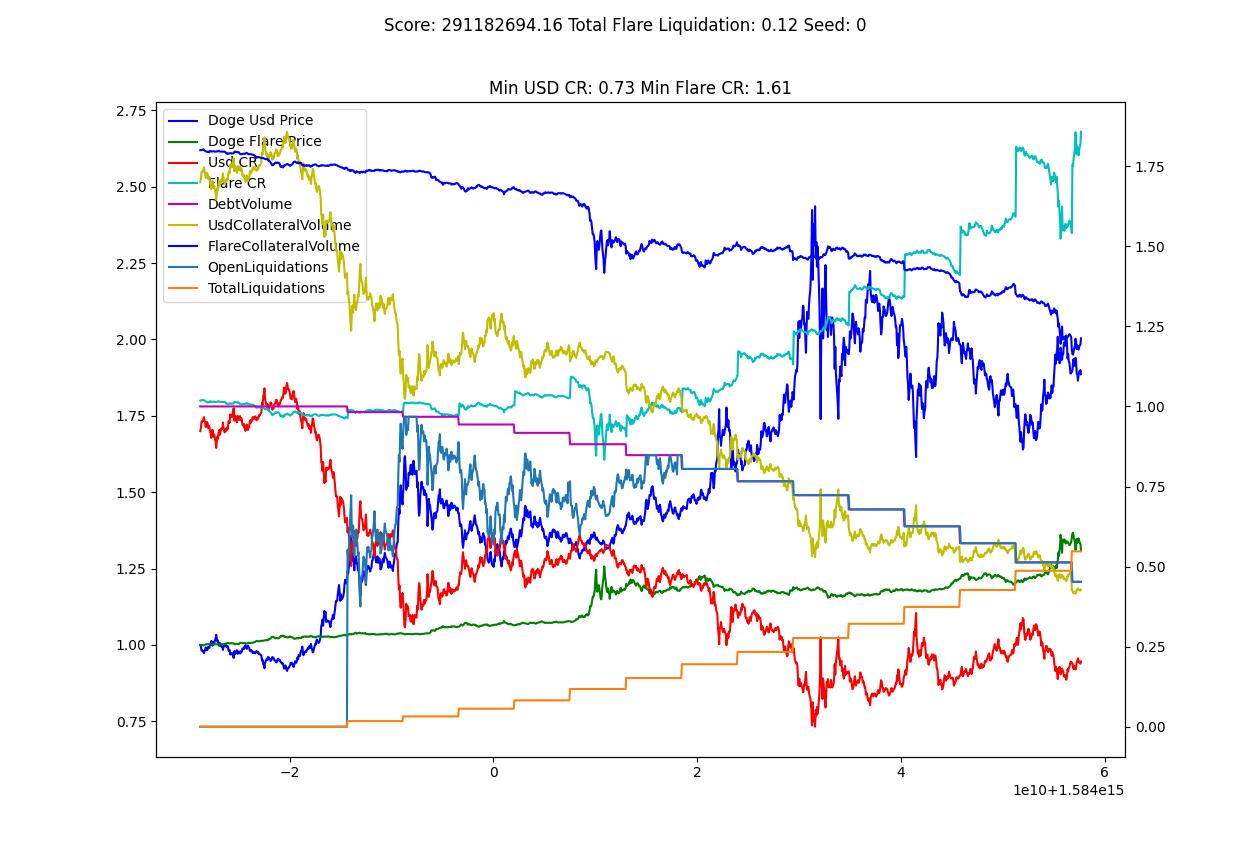 Score: 291182694.16 Total Flare Liquidation: 0.12 Seed: 0
Min USD CR: 0.73 Min Flare CR: 1.61
Doge Usd Price
Doge Flare Price
Usd CR
Flare CR
DebtVolume
UsdCollateralVolume
FlareCollateralVolume
OpenLiquidations
TotalLiquidations
2.75
2.50
2.25
2.00
1.75
1.50
1.25
1.00
0.75
1.75
1.50
1.25
1.00
0.75
0.50
0.25
0.00
−2 0 2 4 6
1e10+1.584e15